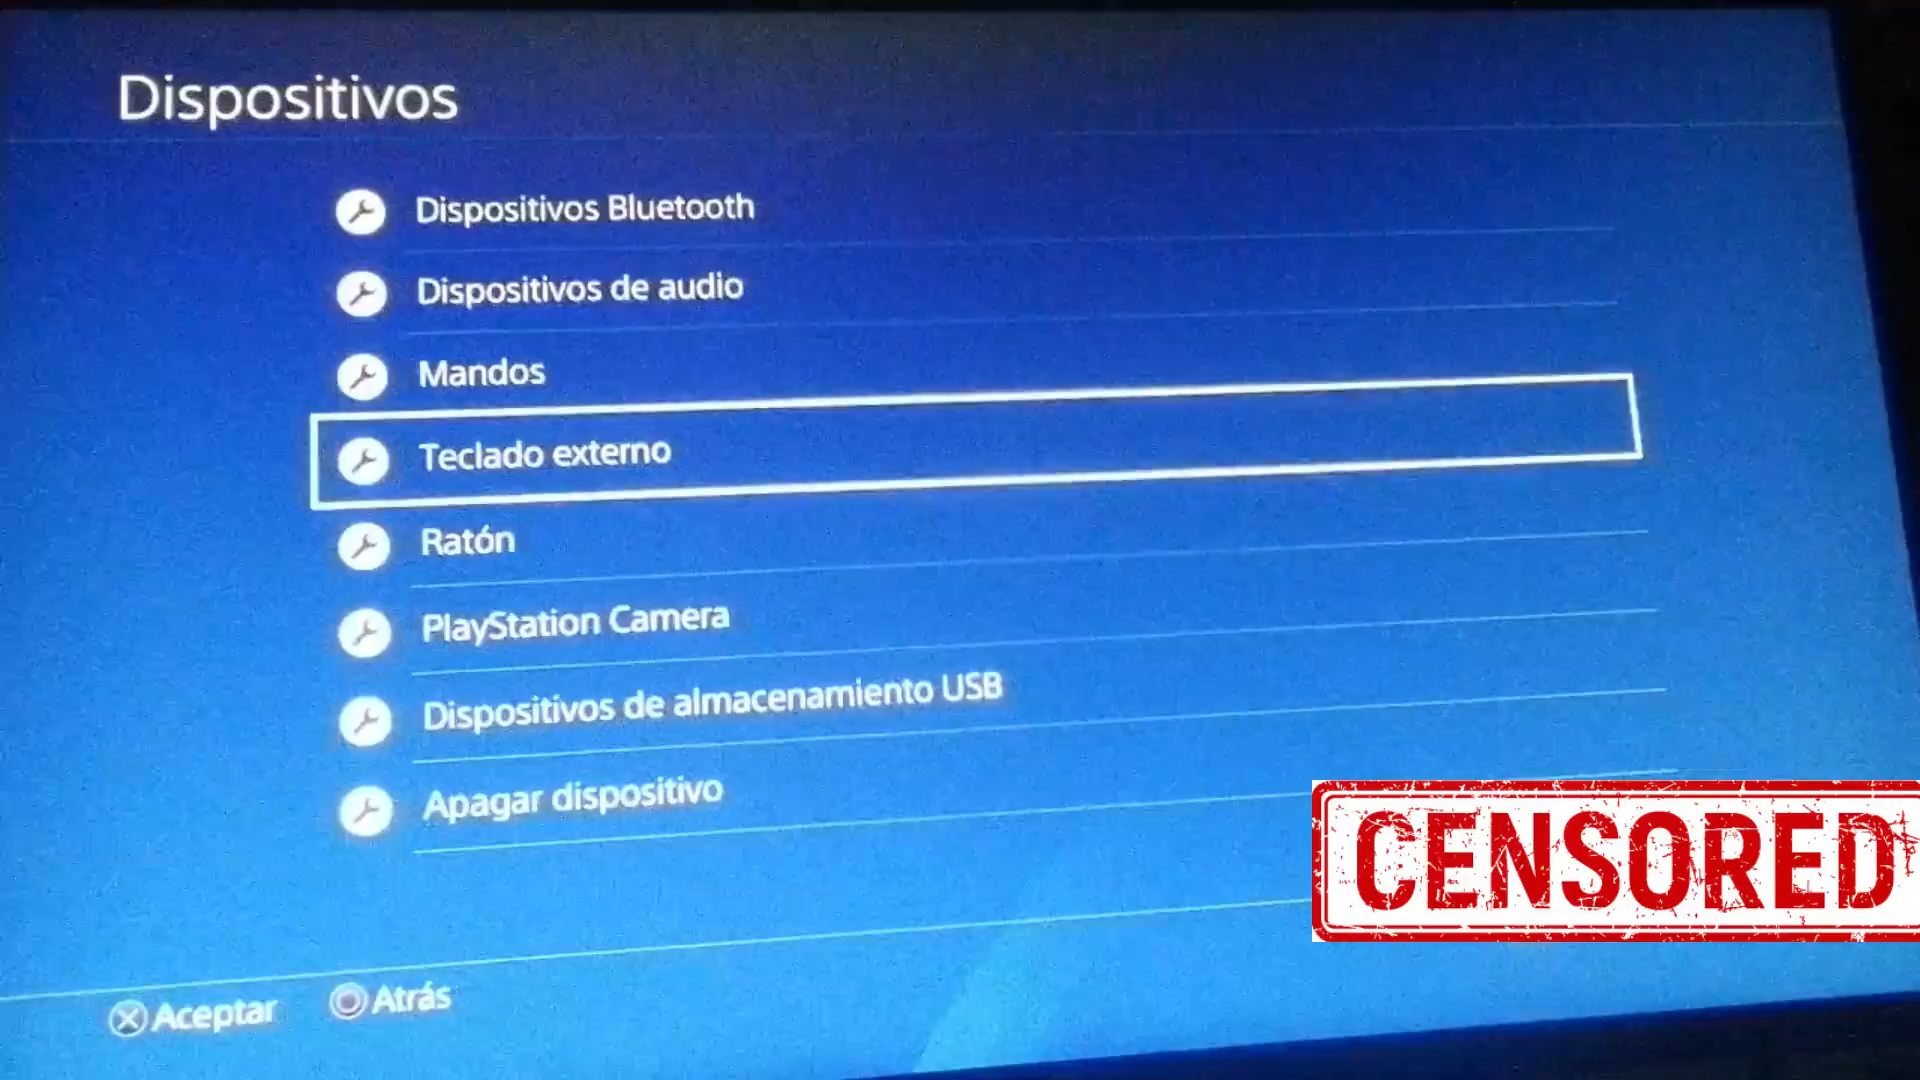 Dispositivos
Dispositivos Bluetooth
Dispositivos de audio
Mandos
Teclado externo
Ratón
PlayStation Camera
Dispositivos de almacenamiento USB
Apagar dispositivo
CENSORED
Aceptar
Atrás